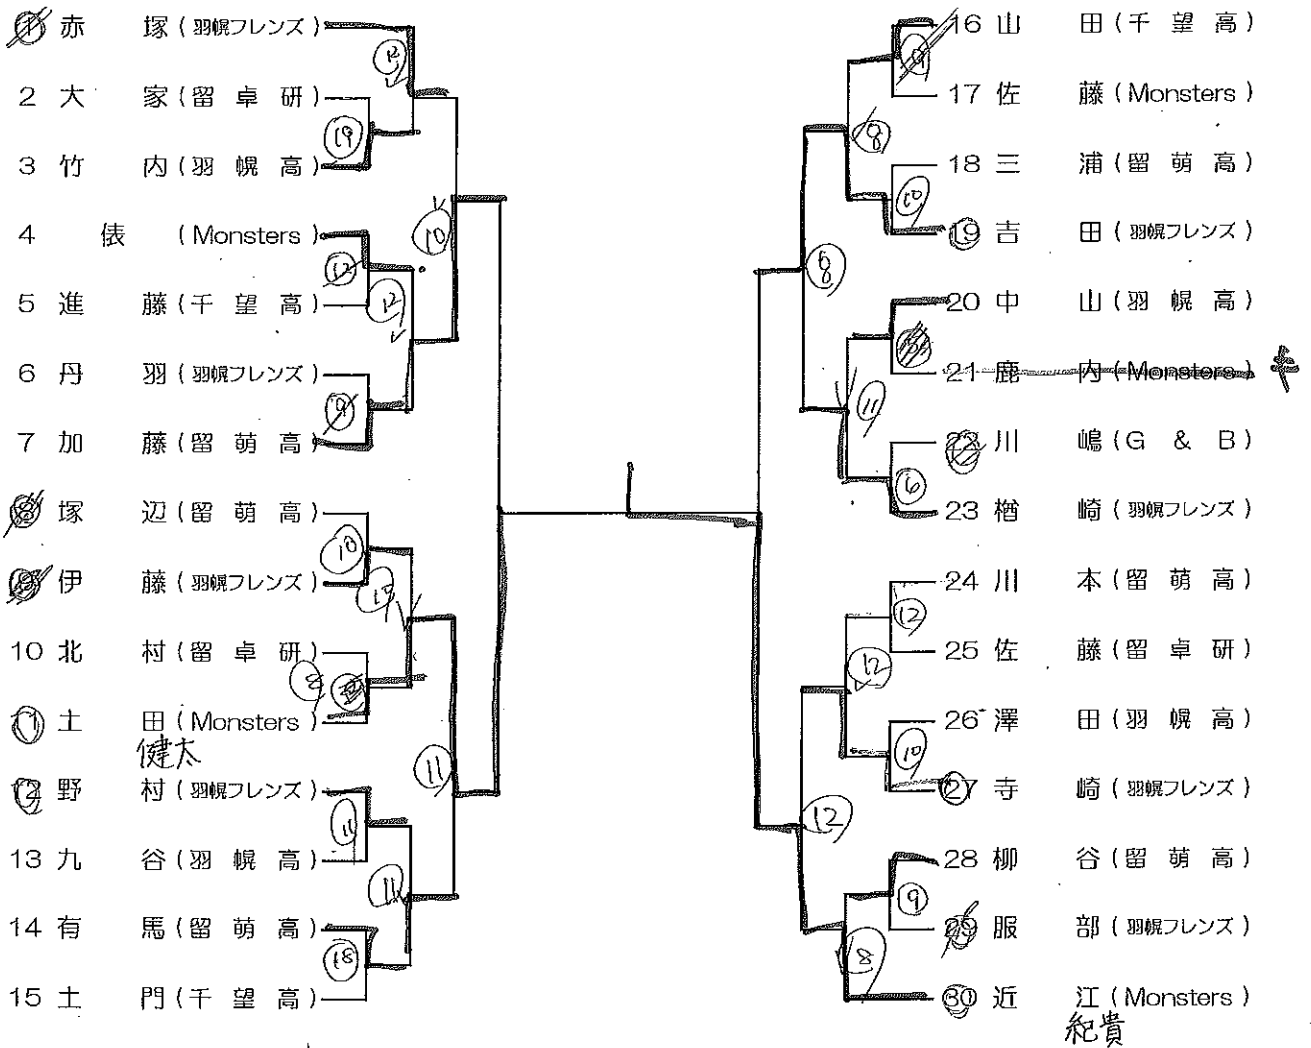 1 赤 塚 (羽幌フレンズ)
2 大 家 (留 卓 研)
3 竹 内 (羽 幌 高)
4 俵 (Monsters)
5 進 藤 (千 望 高)
6 丹 羽 (羽幌フレンズ)
7 加 藤 (留 萌 高)
8 塚 辺 (留 萌 高)
9 伊 藤 (羽幌フレンズ)
10 北 村 (留 卓 研)
11 土 田 (Monsters)
健太
12 野 村 (羽幌フレンズ)
13 九 谷 (羽 幌 高)
14 有 馬 (留 萌 高)
15 土 門 (千 望 高)
12
19
10
12
12
9
10
12
8
11
11
11
18
16 山 田 (千 望 高)
17 佐 藤 (Monsters)
18 三 浦 (留 萌 高)
19 吉 田 (羽幌フレンズ)
20 中 山 (羽 幌 高)
21 鹿 内 (Monsters) キ
22 川 嶋 (G & B)
23 楢 崎 (羽幌フレンズ)
24 川 本 (留 萌 高)
25 佐 藤 (留 卓 研)
26 澤 田 (羽 幌 高)
27 寺 崎 (羽幌フレンズ)
28 柳 谷 (留 萌 高)
29 服 部 (羽幌フレンズ)
30 近 江 (Monsters)
紀貴
9
8
10
8
11
6
12
12
10
12
9
18